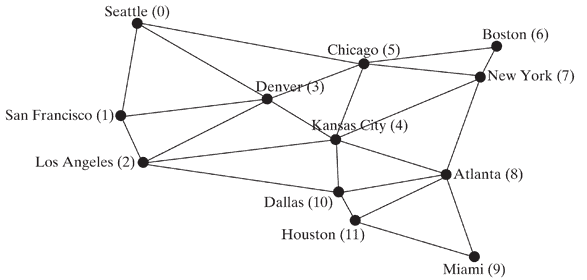 Seattle (0)
Boston (6)
Chicago (5)
New York (7)
Denver (3)
San Francisco (1)
Kansas City (4)
Los Angeles (2)
Atlanta (8)
Dallas (10)
Houston (11)
Miami (9)